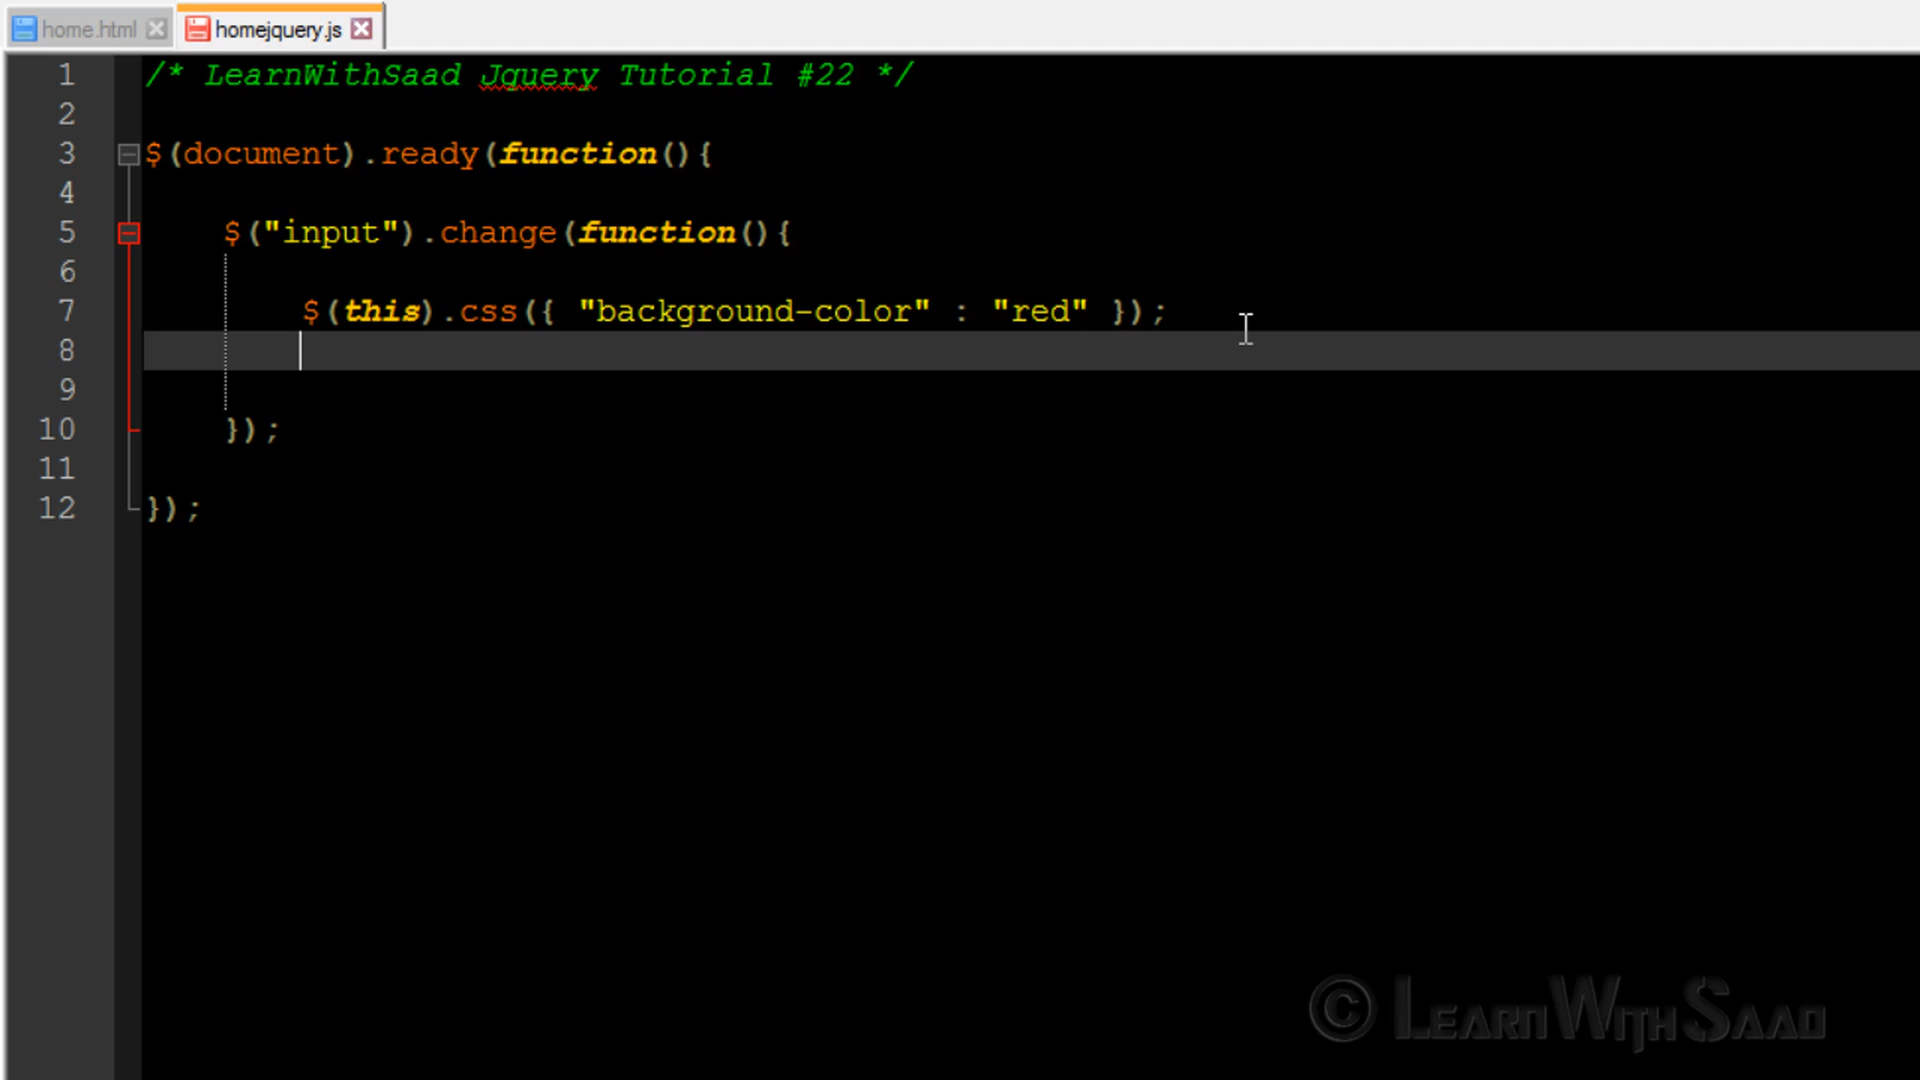 home.html homejquery.js
1 /* LearnWithSaad Jquery Tutorial #22 */
2
3 $(document).ready(function(){
4
5 $("input").change(function(){
6
7 $(this).css({ "background-color" : "red" });
8
9
10 });
11
12 });
© LearnWithSaad